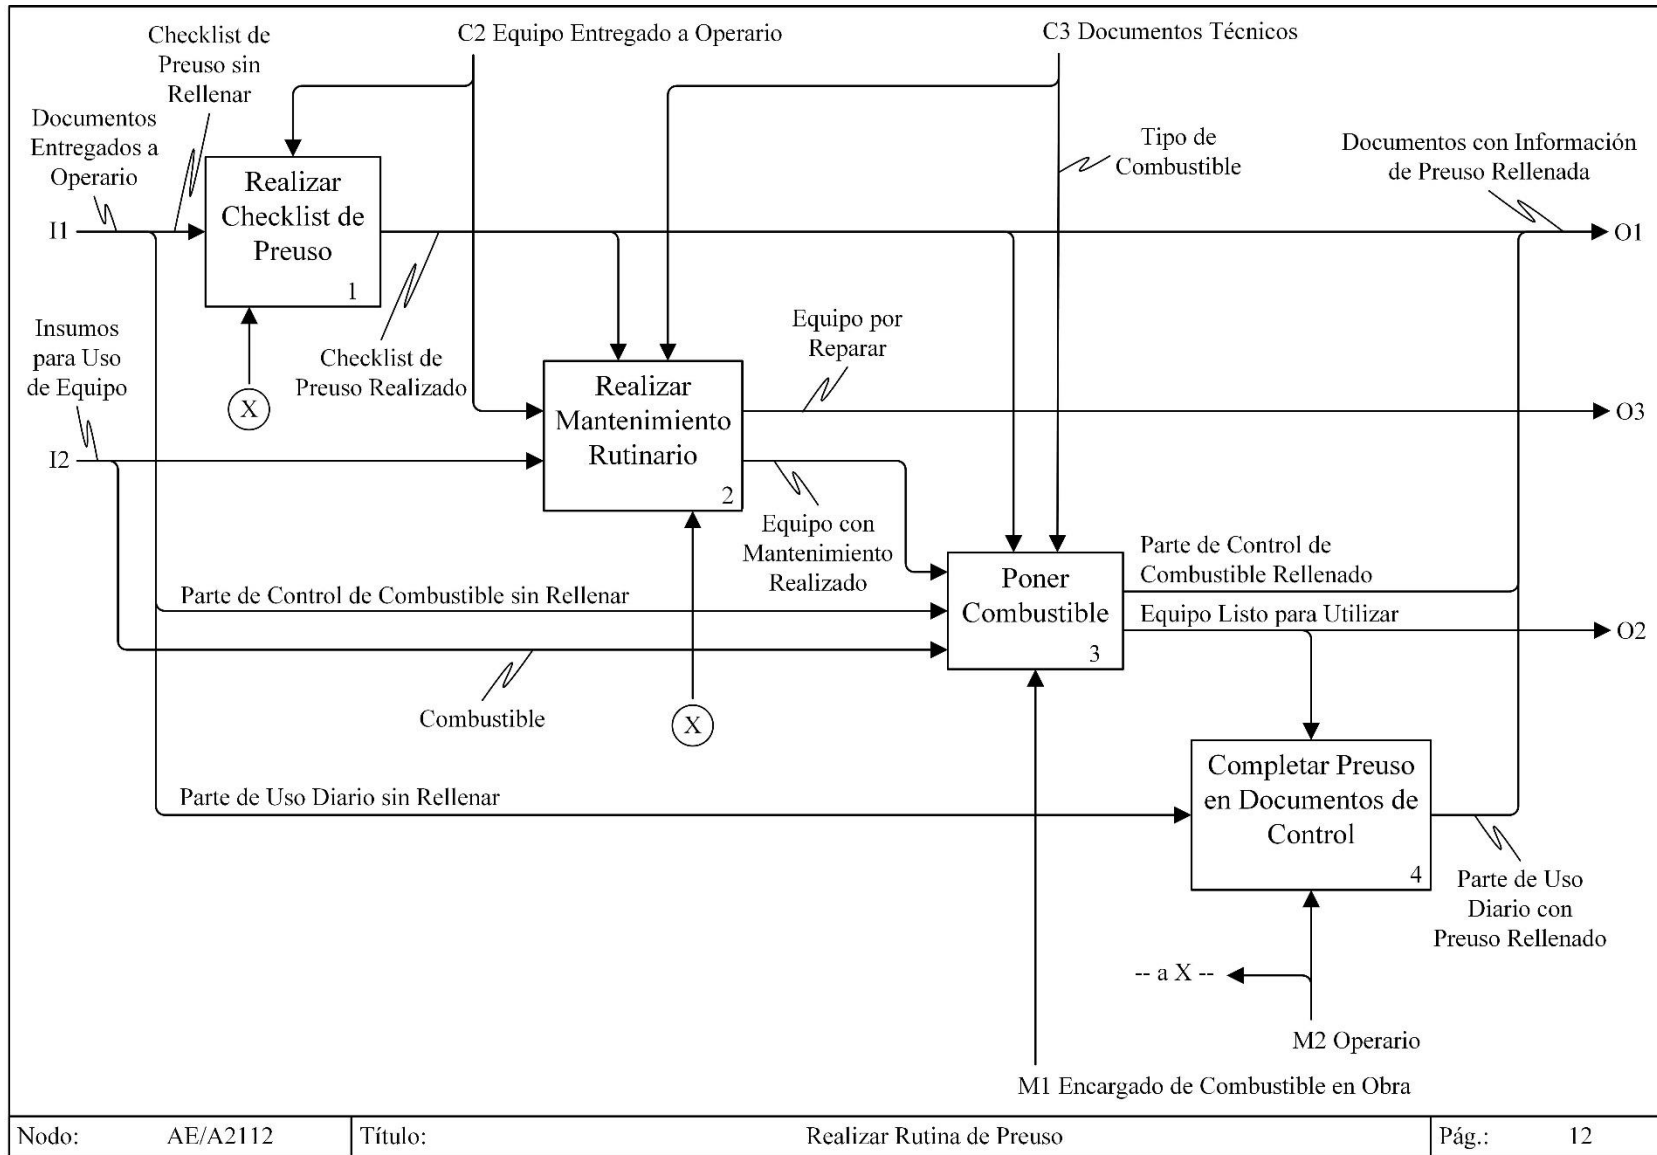 Checklist de
Preuso sin
Rellenar
C2 Equipo Entregado a Operario
C3 Documentos Técnicos
Documentos
Entregados a
Operario
Tipo de
Combustible
Documentos con Información
de Preuso Rellenada
I1
Realizar
Checklist de
Preuso
1
O1
Insumos
para Uso
de Equipo
X
Checklist de
Preuso Realizado
Equipo por
Reparar
I2
Realizar
Mantenimiento
Rutinario
2
O3
Equipo con
Mantenimiento
Realizado
Parte de Control de Combustible sin Rellenar
Poner
Combustible
3
Parte de Control de
Combustible Rellenado
Equipo Listo para Utilizar
O2
Combustible
X
Parte de Uso Diario sin Rellenar
Completar Preuso
en Documentos de
Control
4
Parte de Uso
Diario con
Preuso Rellenado
-- a X --
M2 Operario
M1 Encargado de Combustible en Obra
Nodo: AE/A2112 Título: Realizar Rutina de Preuso Pág.: 12